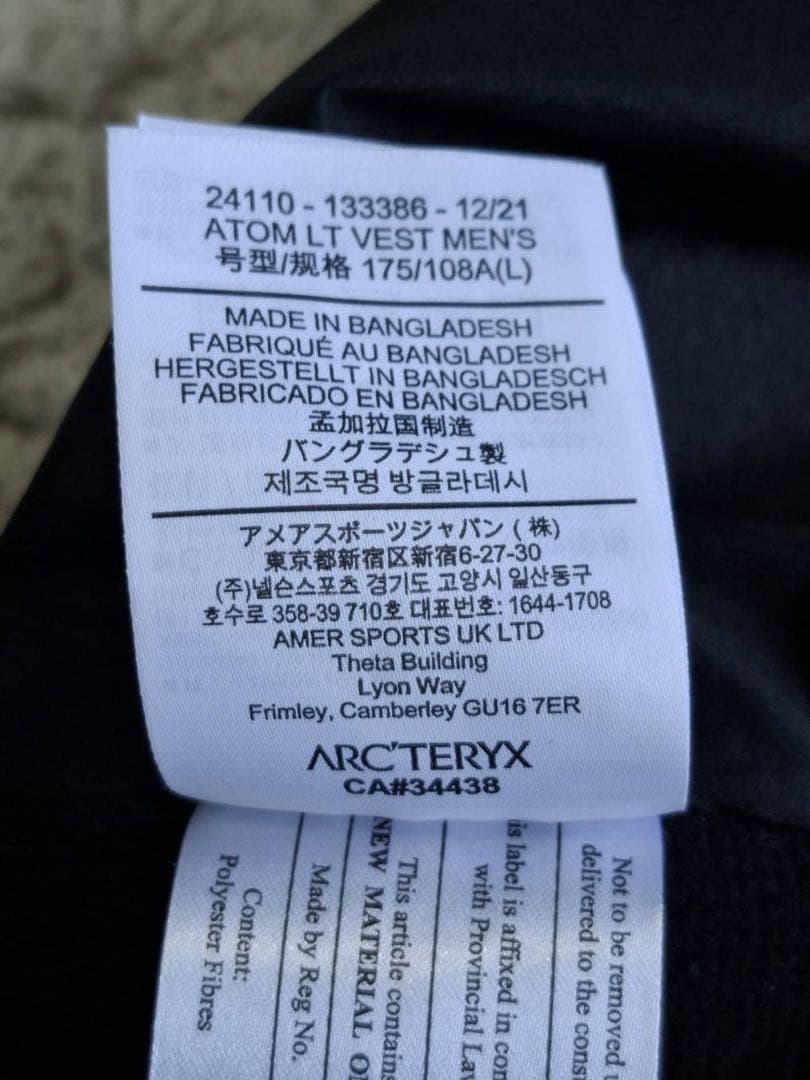 24110 - 133386 - 12/21
ATOM LT VEST MEN'S
号型/规格 175/108A(L)
MADE IN BANGLADESH
FABRIQUÉ AU BANGLADESH
HERGESTELLT IN BANGLADESCH
FABRICADO EN BANGLADESH
孟加拉国制造
バングラデシュ製
제조국명 방글라데시
アメアスポーツジャパン (株)
東京都新宿区新宿6-27-30
(주)넬슨스포츠 경기도 고양시 일산동구
호수로 358-39 710호 대표번호: 1644-1708
AMER SPORTS UK LTD
Theta Building
Lyon Way
Frimley, Camberley GU16 7ER
ARC'TERYX
CA#34438
Not to be removed
delivered to the
is label is affixed in
with Provincial
This article contains
NEW MATERIAL
Made by Reg No.
Content:
Polyester Fibres